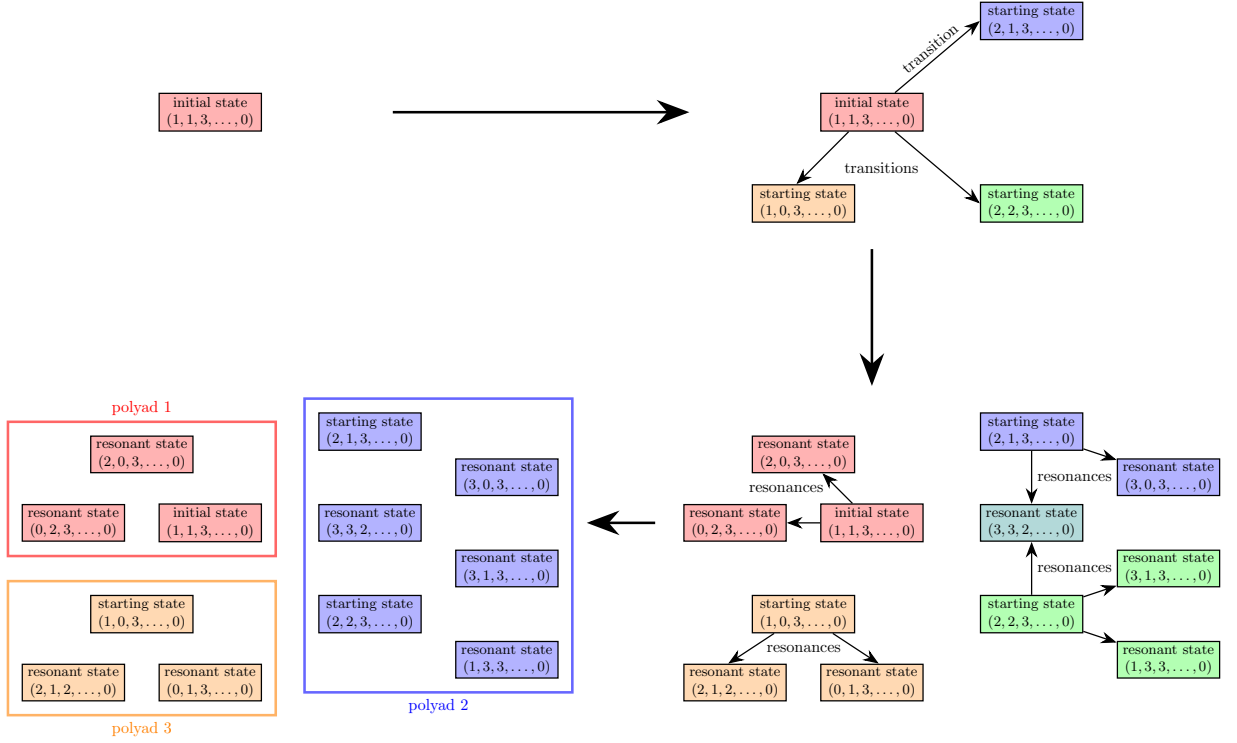 initial state
(1, 1, 3, . . . , 0)
starting state
(2, 1, 3, . . . , 0)
transition
initial state
(1, 1, 3, . . . , 0)
transitions
starting state
(1, 0, 3, . . . , 0)
starting state
(2, 2, 3, . . . , 0)
polyad 1
resonant state
(2, 0, 3, . . . , 0)
resonant state
(0, 2, 3, . . . , 0)
initial state
(1, 1, 3, . . . , 0)
starting state
(1, 0, 3, . . . , 0)
resonant state
(2, 1, 2, . . . , 0)
resonant state
(0, 1, 3, . . . , 0)
polyad 3
starting state
(2, 1, 3, . . . , 0)
resonant state
(3, 0, 3, . . . , 0)
resonant state
(3, 3, 2, . . . , 0)
resonant state
(3, 1, 3, . . . , 0)
starting state
(2, 2, 3, . . . , 0)
resonant state
(1, 3, 3, . . . , 0)
polyad 2
resonant state
(2, 0, 3, . . . , 0)
resonances
resonant state
(0, 2, 3, . . . , 0)
initial state
(1, 1, 3, . . . , 0)
starting state
(1, 0, 3, . . . , 0)
resonances
resonant state
(2, 1, 2, . . . , 0)
resonant state
(0, 1, 3, . . . , 0)
starting state
(2, 1, 3, . . . , 0)
resonances
resonant state
(3, 0, 3, . . . , 0)
resonant state
(3, 3, 2, . . . , 0)
resonances
resonant state
(3, 1, 3, . . . , 0)
starting state
(2, 2, 3, . . . , 0)
resonant state
(1, 3, 3, . . . , 0)